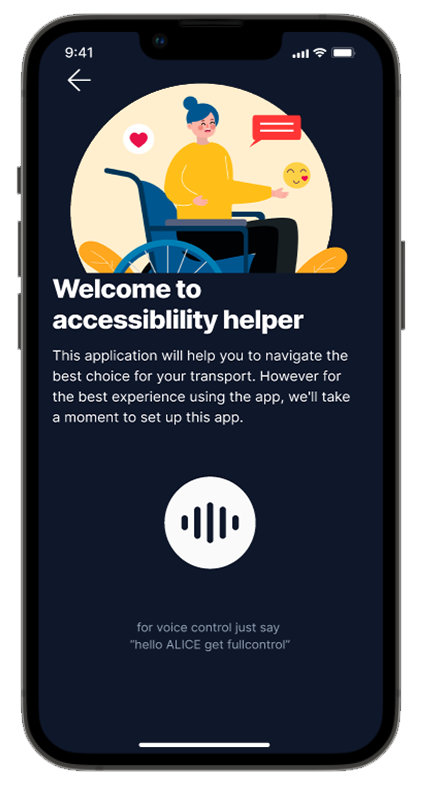 9:41
Welcome to
accessiblility helper
This application will help you to navigate the
best choice for your transport. However for
the best experience using the app, we'll take
a moment to set up this app.
for voice control just say
"hello ALICE get fullcontrol"